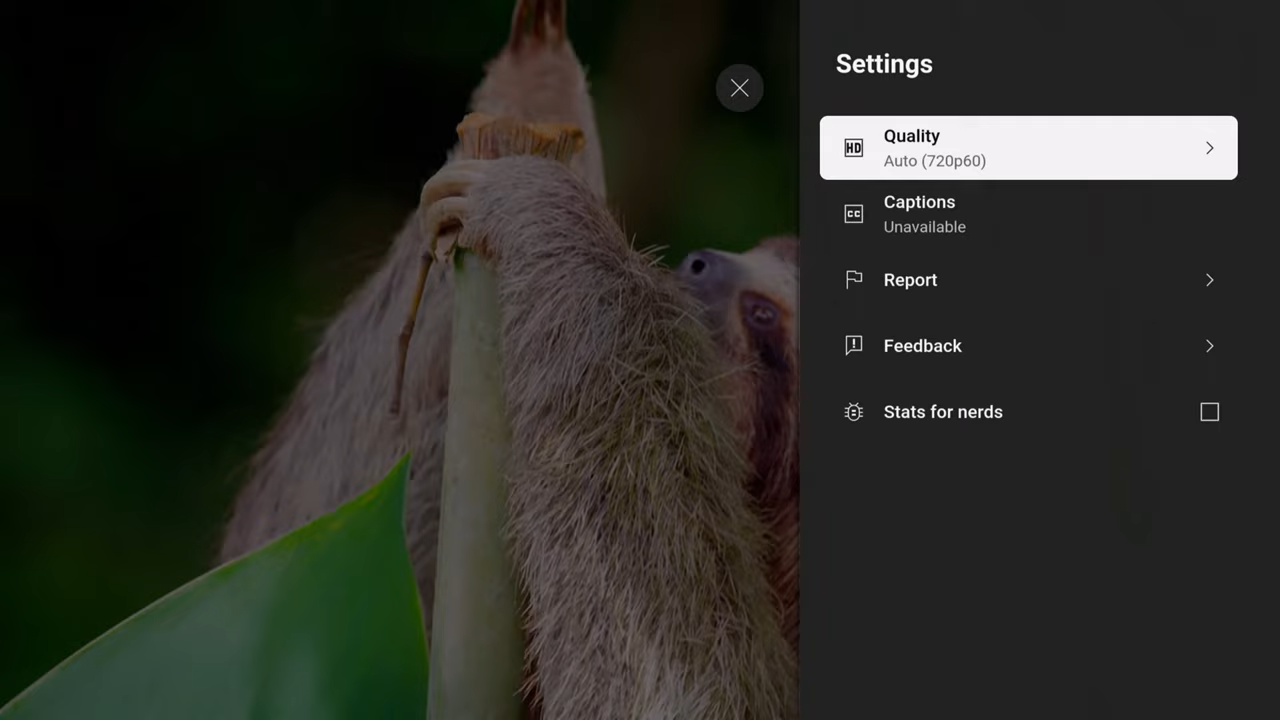 Settings
HD
Quality
Auto (720p60)
CC
Captions
Unavailable
Report
Feedback
Stats for nerds